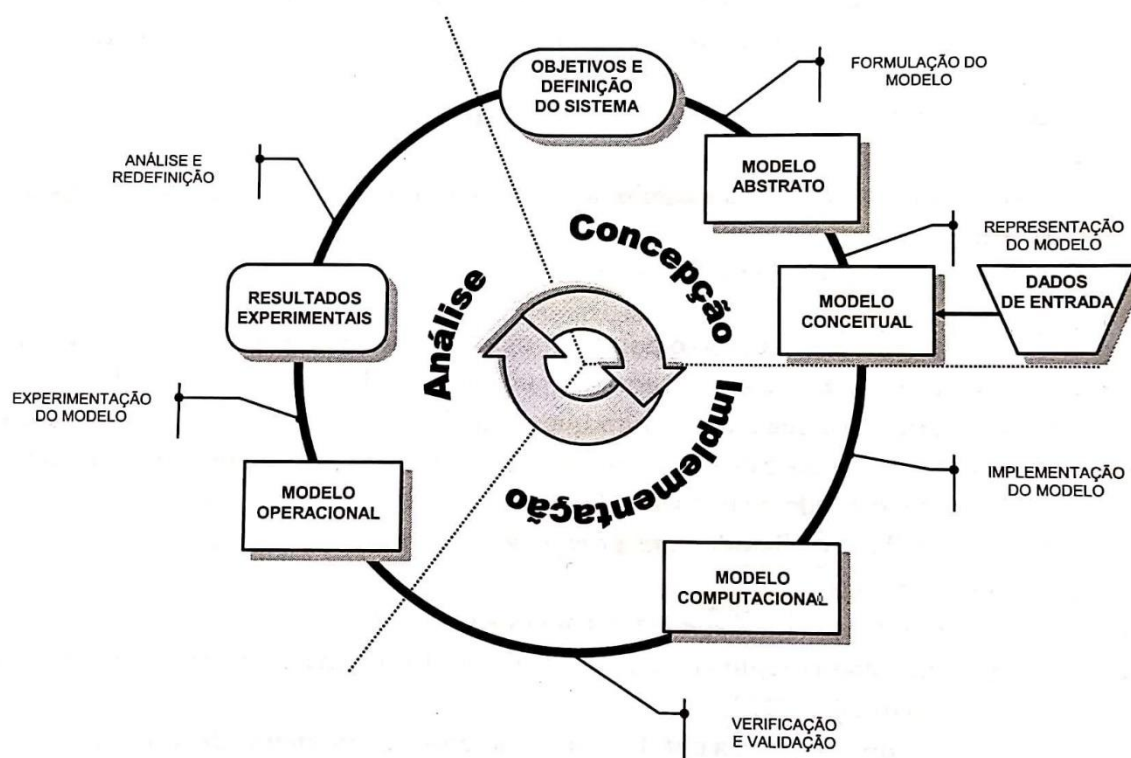 OBJETIVOS E
DEFINIÇÃO
DO SISTEMA
FORMULAÇÃO DO
MODELO
MODELO
ABSTRATO
REPRESENTAÇÃO
DO MODELO
MODELO
CONCEITUAL
DADOS
DE ENTRADA
IMPLEMENTAÇÃO
DO MODELO
MODELO
COMPUTACIONAL
VERIFICAÇÃO
E VALIDAÇÃO
MODELO
OPERACIONAL
EXPERIMENTAÇÃO
DO MODELO
RESULTADOS
EXPERIMENTAIS
ANÁLISE E
REDEFINIÇÃO
Concepção
Implementação
Análise